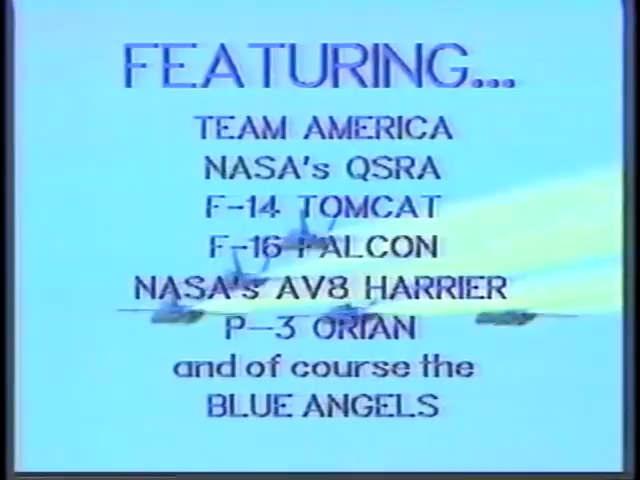 FEATURING...
TEAM AMERICA
NASA's QSRA
F-14 TOMCAT
F-16 FALCON
NASA's AV8 HARRIER
P-3 ORIAN
and of course the
BLUE ANGELS